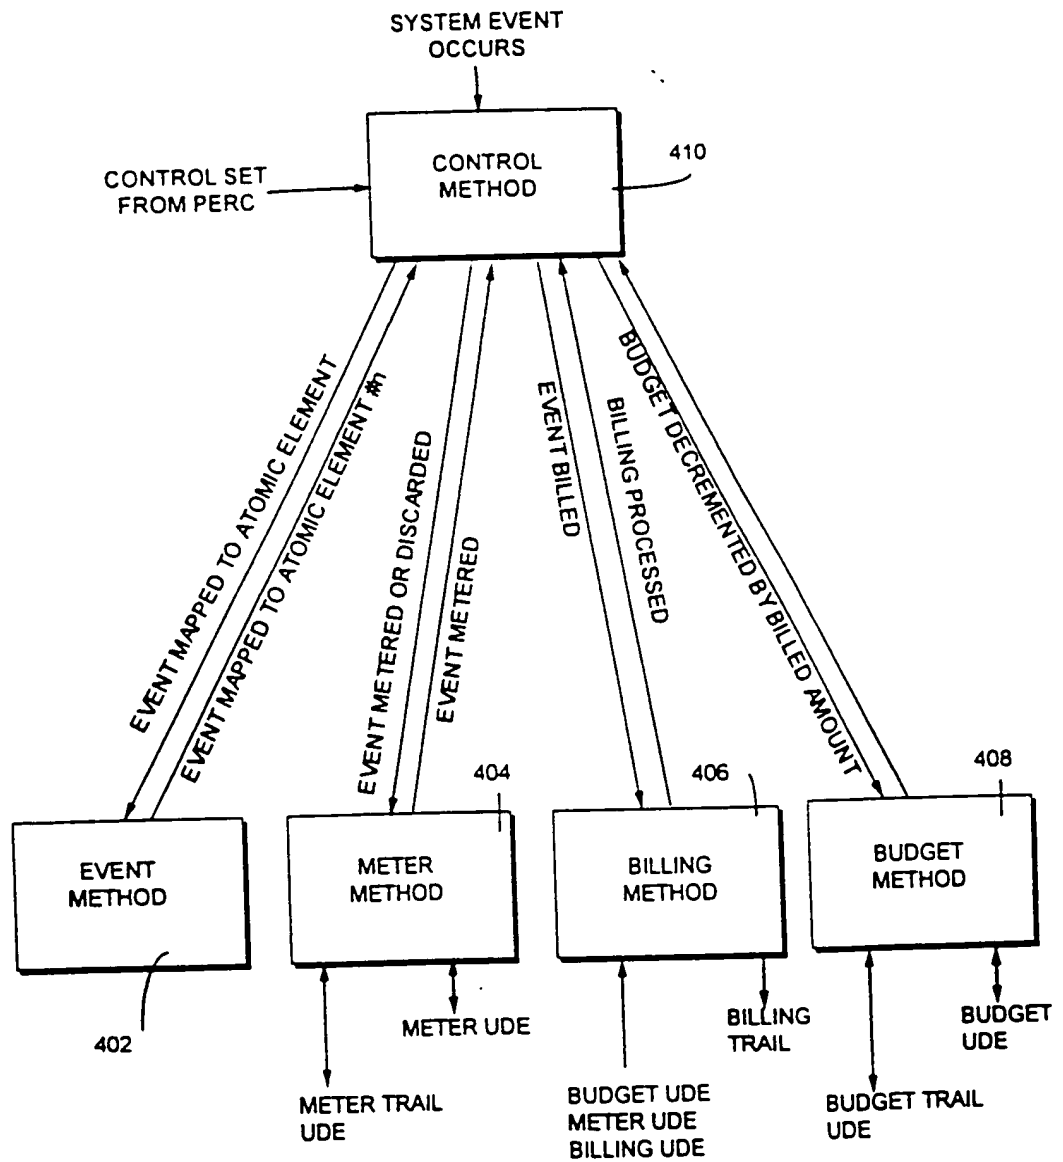 SYSTEM EVENT
OCCURS
CONTROL
METHOD
410
CONTROL SET
FROM PERC
EVENT MAPPED TO ATOMIC ELEMENT
EVENT MAPPED TO ATOMIC ELEMENT #n
EVENT METERED OR DISCARDED
EVENT METERED
EVENT BILLED
BILLING PROCESSED
BUDGET DECREMENTED BY BILLED AMOUNT
404
406
408
EVENT
METHOD
METER
METHOD
BILLING
METHOD
BUDGET
METHOD
402
METER UDE
BILLING
TRAIL
BUDGET
UDE
METER TRAIL
UDE
BUDGET UDE
METER UDE
BILLING UDE
BUDGET TRAIL
UDE